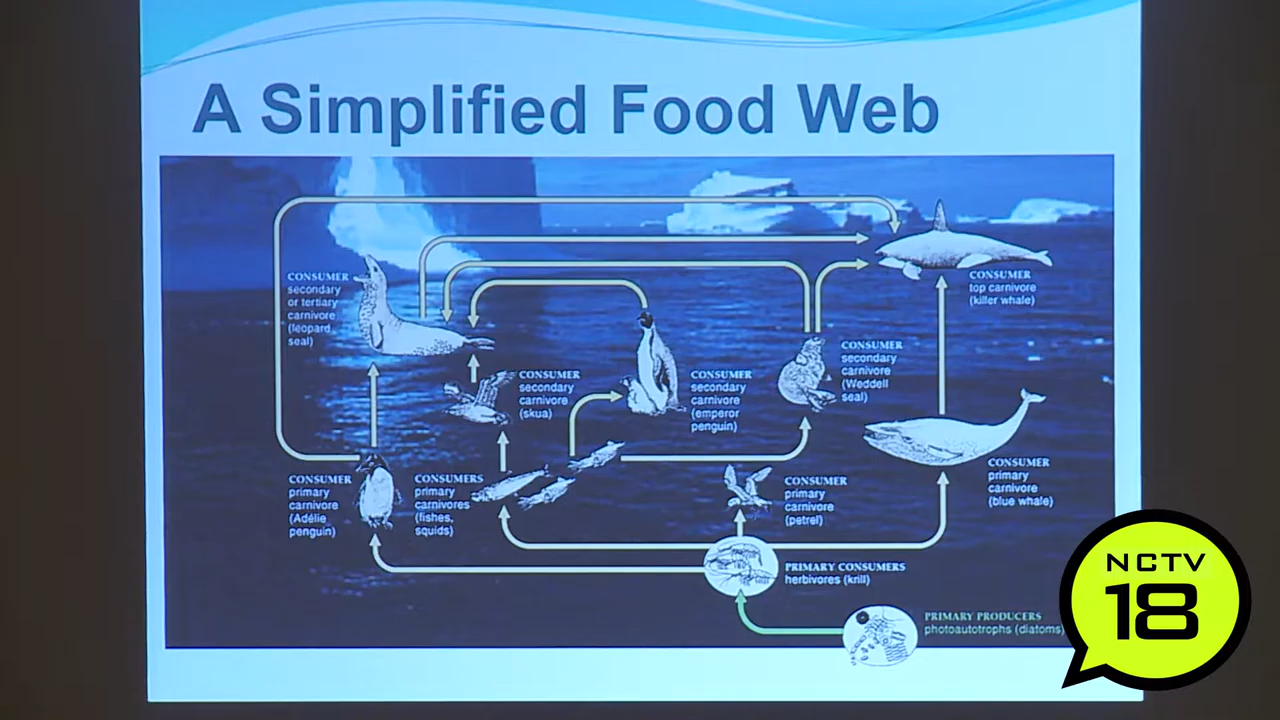 A Simplified Food Web
CONSUMER
secondary
or tertiary
carnivore
(leopard
seal)
CONSUMER
top carnivore
(killer whale)
CONSUMER
secondary
carnivore
(skua)
CONSUMER
secondary
carnivore
(emperor
penguin)
CONSUMER
secondary
carnivore
(Weddell
seal)
CONSUMER
primary
carnivore
(Adélie
penguin)
CONSUMERS
primary
carnivores
(fishes,
squids)
CONSUMER
primary
carnivore
(petrel)
CONSUMER
primary
carnivore
(blue whale)
PRIMARY CONSUMERS
herbivores (krill)
PRIMARY PRODUCERS
photoautotrophs (diatoms)
NCTV
18